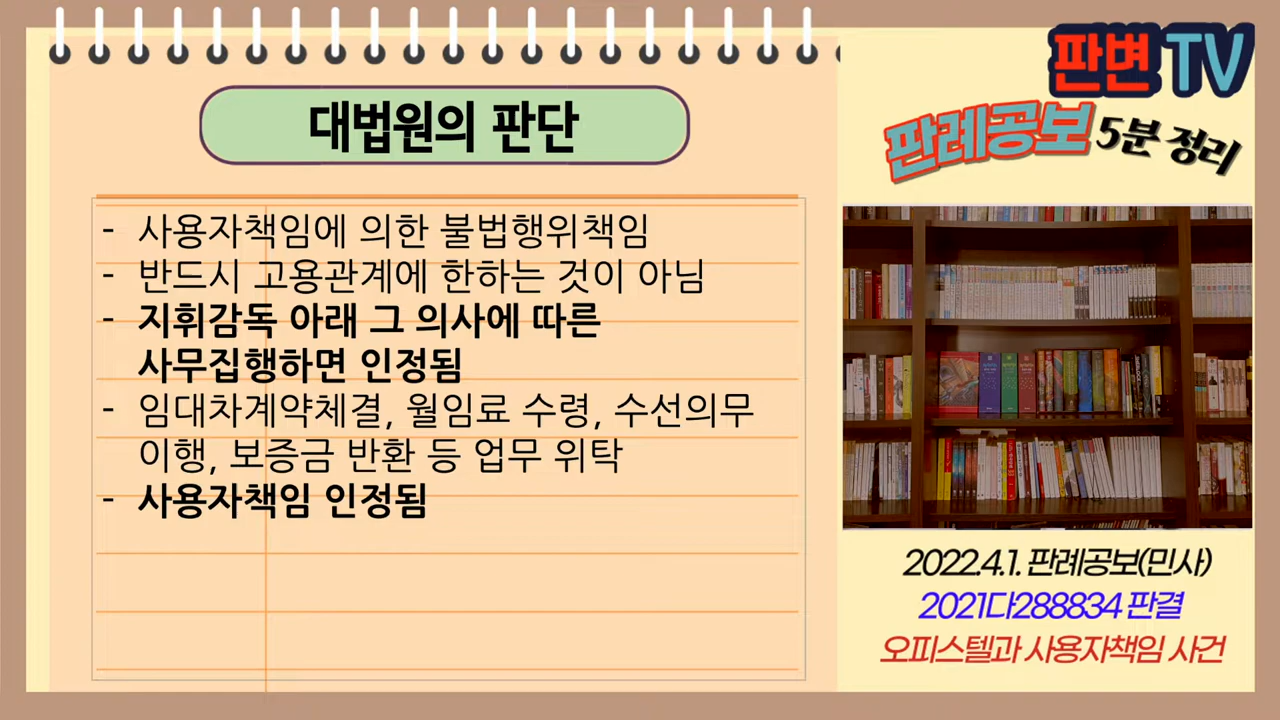 판변 TV
판례공보 5분 정리
대법원의 판단
- 사용자책임에 의한 불법행위책임
- 반드시 고용관계에 한하는 것이 아님
- 지휘감독 아래 그 의사에 따른
사무집행하면 인정됨
- 임대차계약체결, 월임료 수령, 수선의무
이행, 보증금 반환 등 업무 위탁
- 사용자책임 인정됨
2022.4.1. 판례공보(민사)
2021다288834 판결
오피스텔과 사용자책임 사건